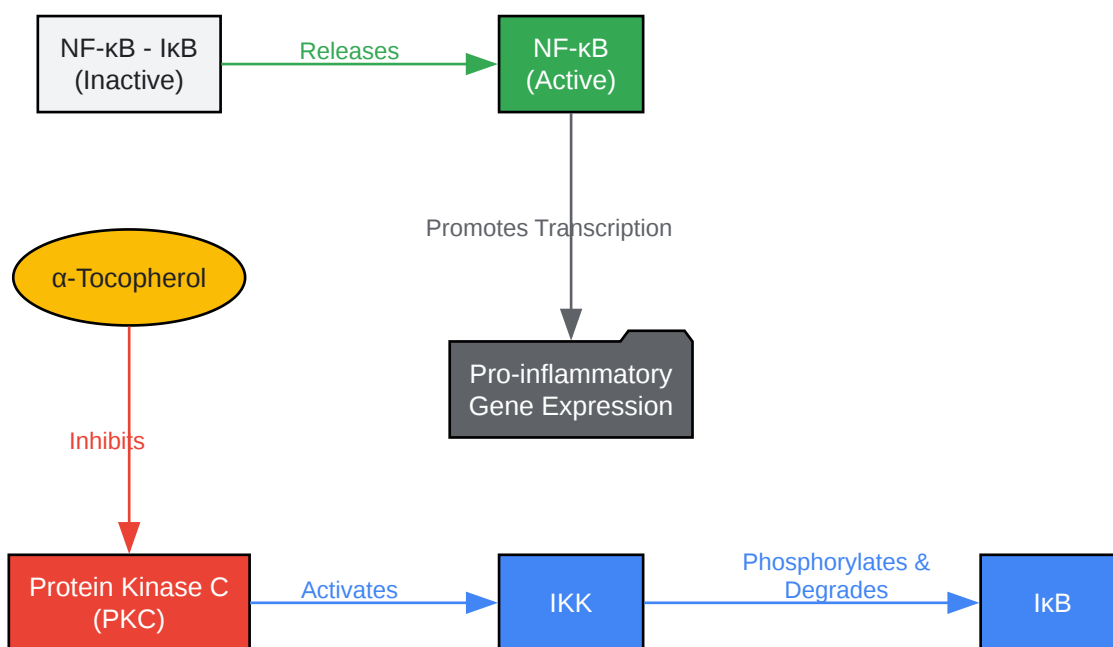 NF-κB - IκB
(Inactive)
Releases
NF-κB
(Active)
Promotes Transcription
α-Tocopherol
Pro-inflammatory
Gene Expression
Inhibits
Protein Kinase C
(PKC)
Activates
IKK
Phosphorylates &
Degrades
IκB